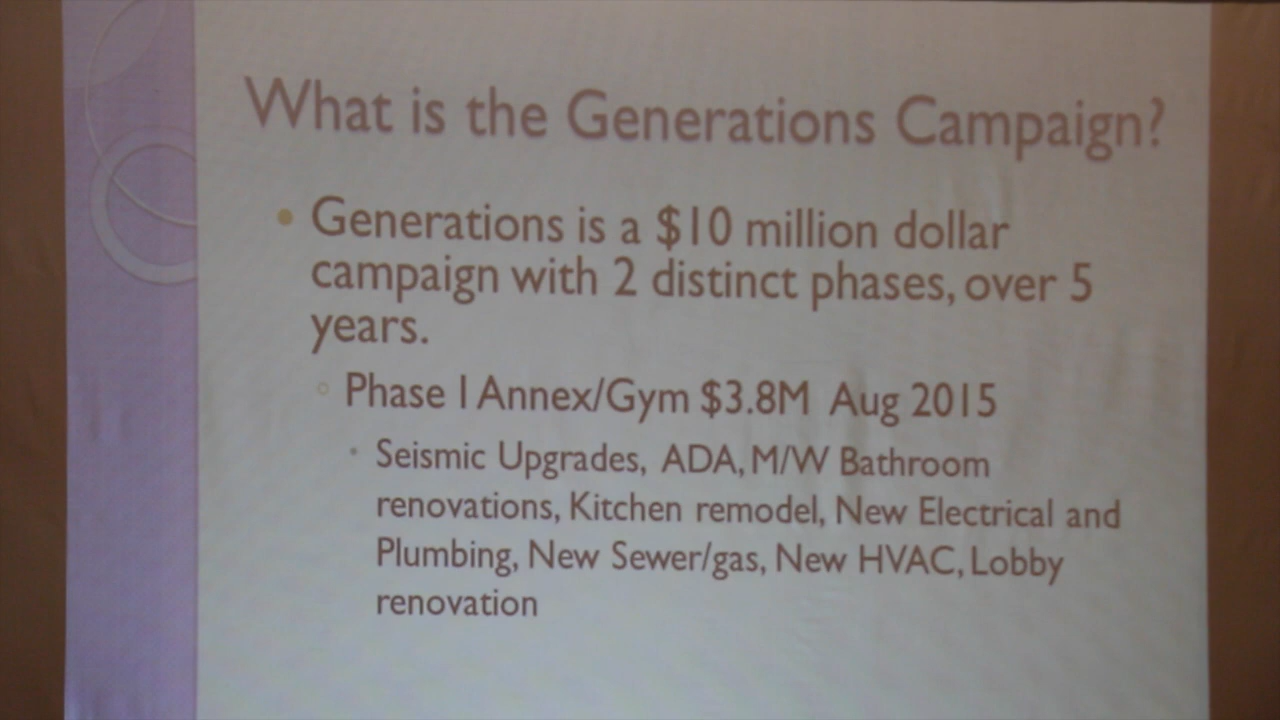 What is the Generations Campaign?
Generations is a $10 million dollar
campaign with 2 distinct phases, over 5
years.
Phase I Annex/Gym $3.8M Aug 2015
Seismic Upgrades, ADA, M/W Bathroom
renovations, Kitchen remodel, New Electrical and
Plumbing, New Sewer/gas, New HVAC, Lobby
renovation